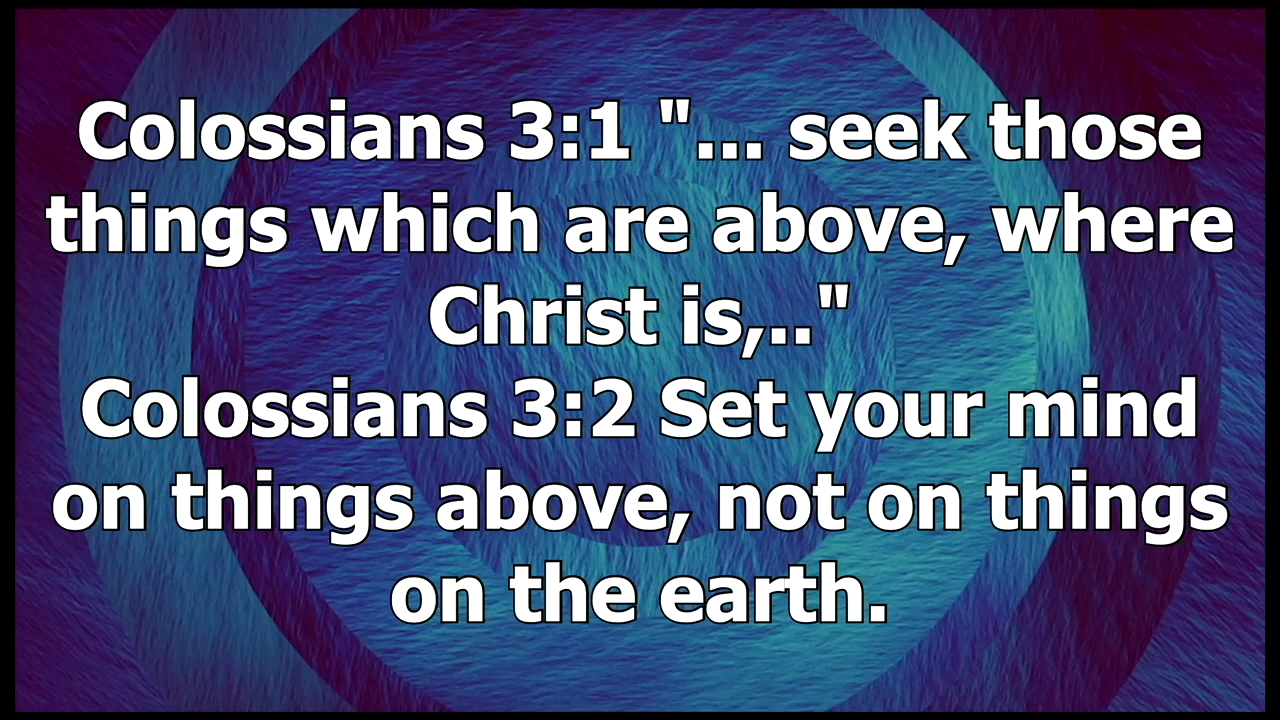 Colossians 3:1 "... seek those
things which are above, where
Christ is,.."
Colossians 3:2 Set your mind
on things above, not on things
on the earth.